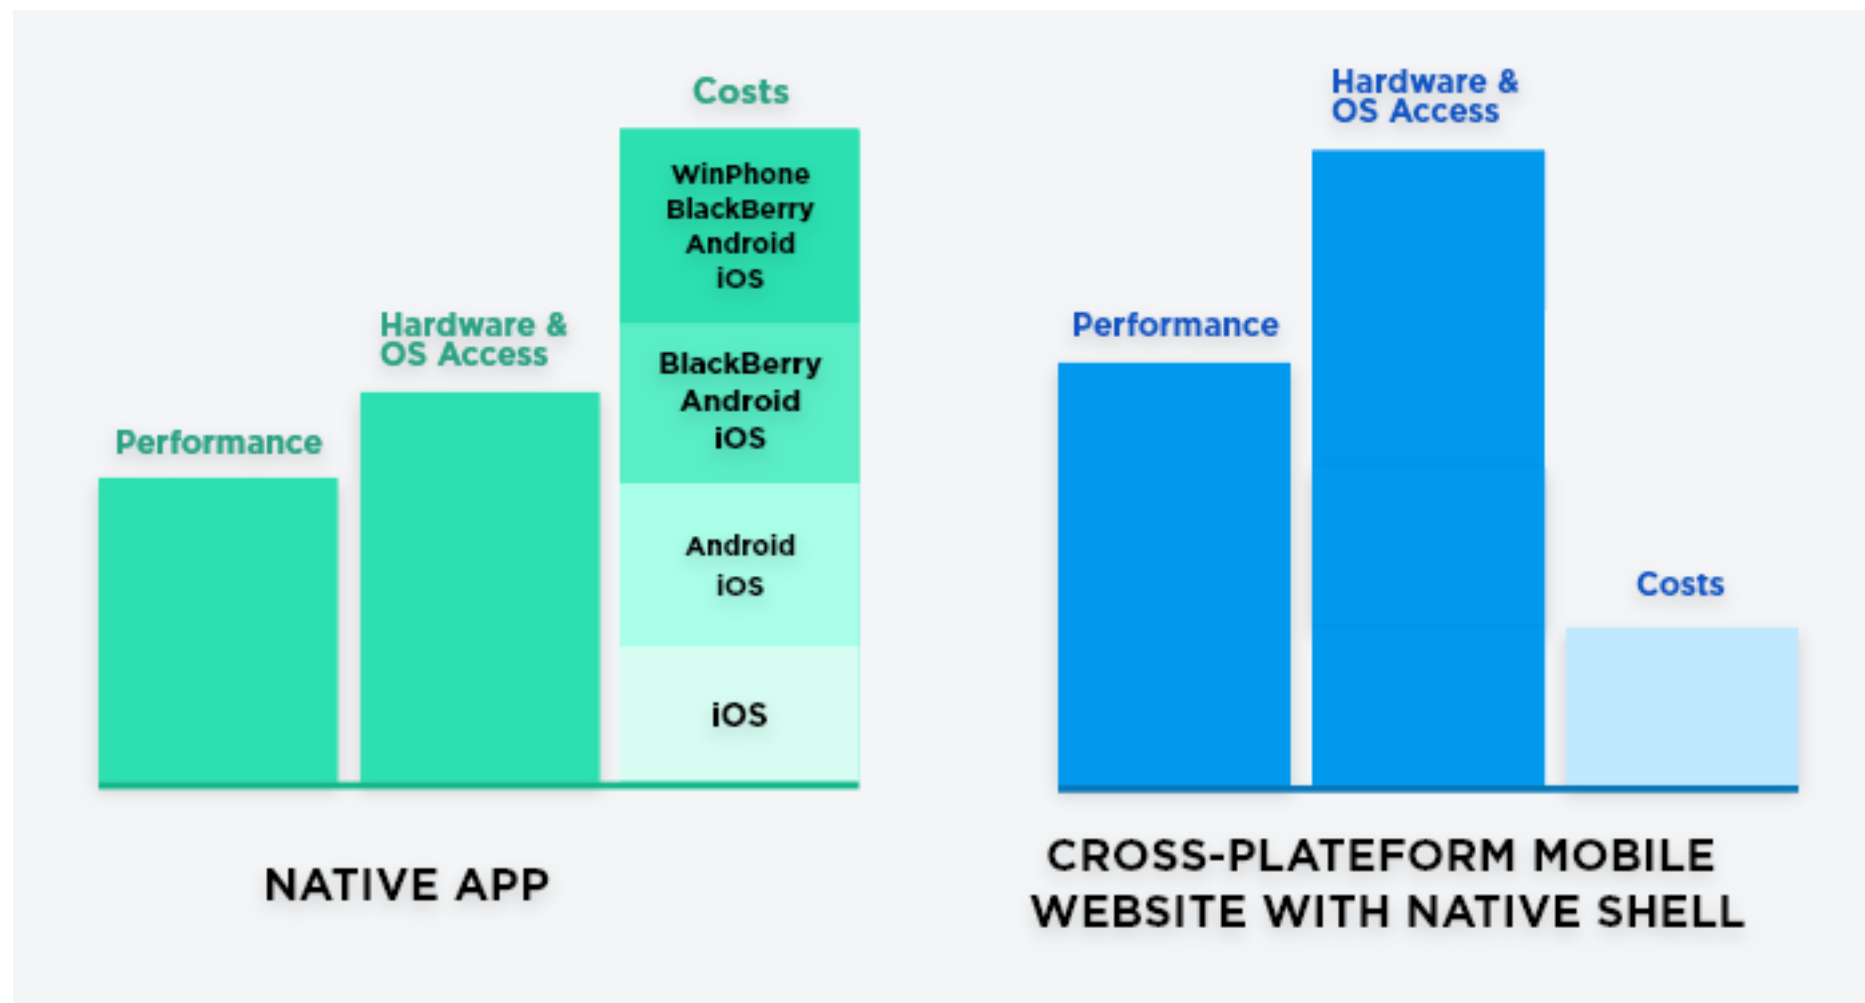 Costs
WinPhone
BlackBerry
Android
iOS
BlackBerry
Android
iOS
Android
iOS
iOS
Hardware &
OS Access
Performance
NATIVE APP
Hardware &
OS Access
Performance
Costs
CROSS-PLATEFORM MOBILE
WEBSITE WITH NATIVE SHELL